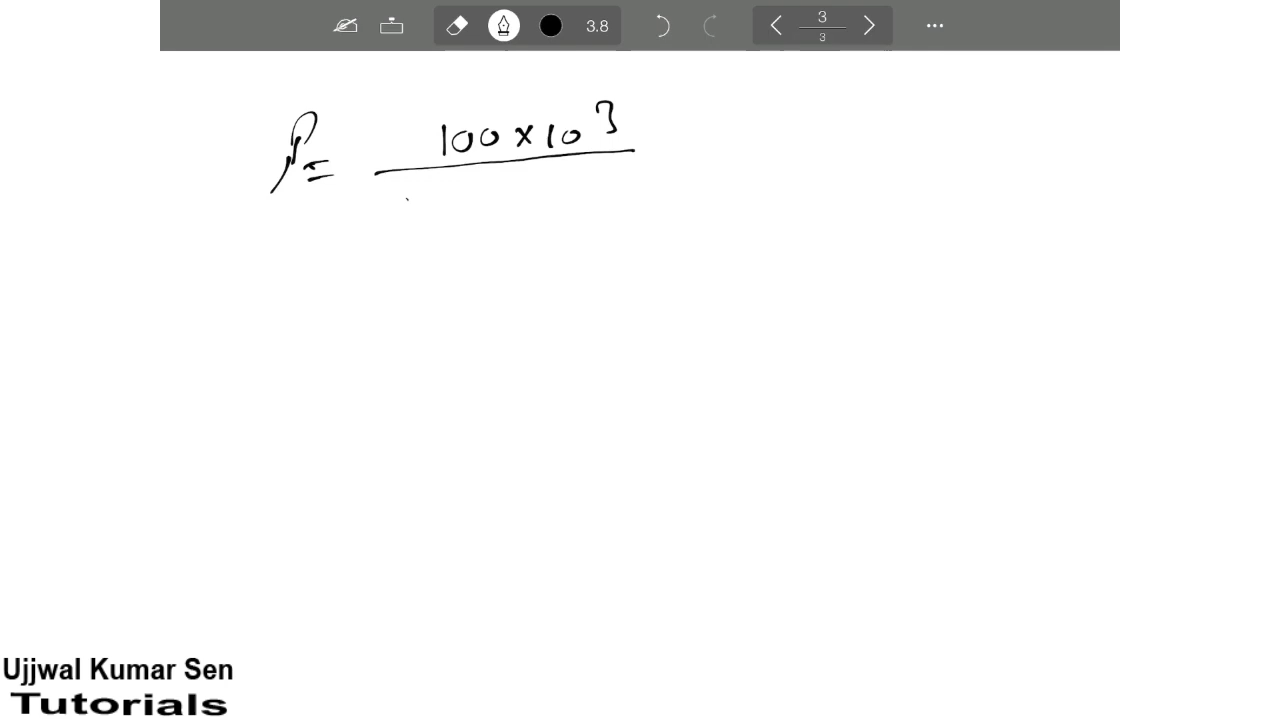 3.8
3
3
ρ = 100 × 10³
Ujjwal Kumar Sen
Tutorials